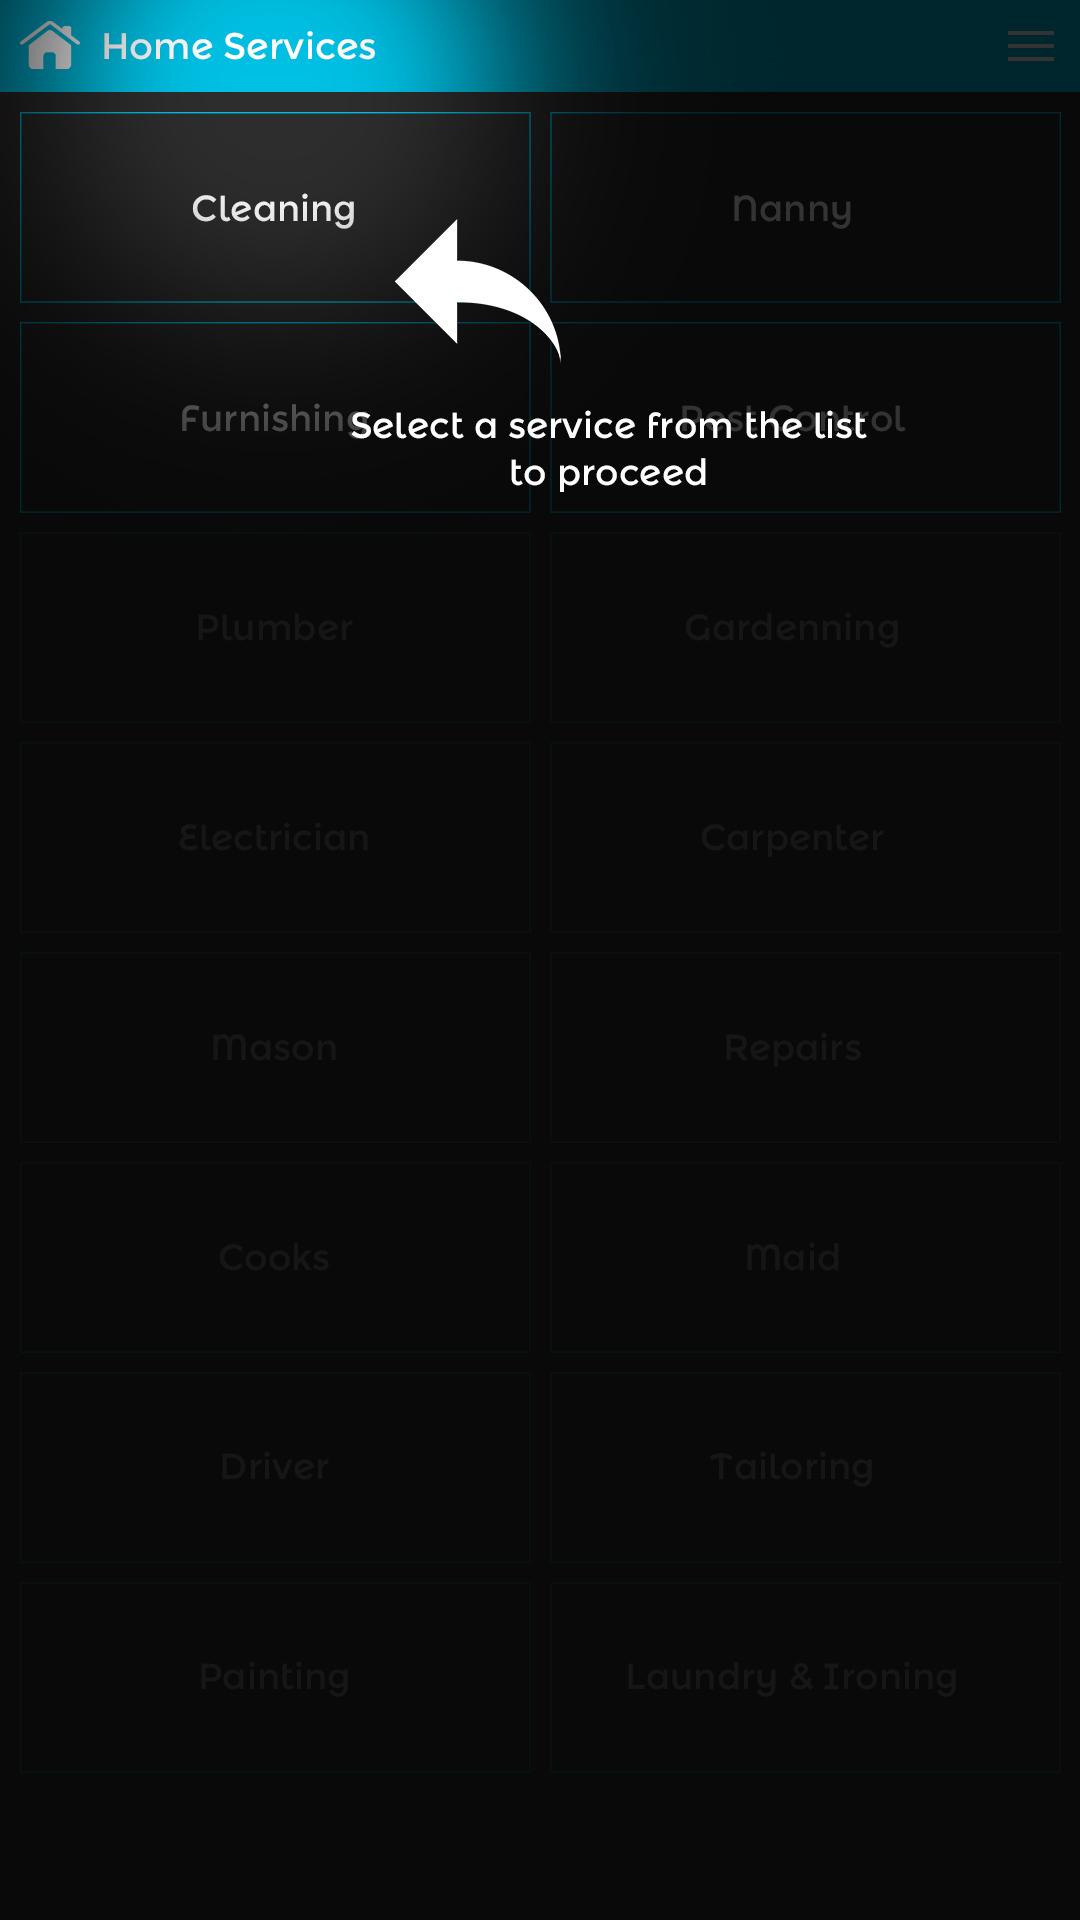 Home Services
Cleaning
Nanny
Furnishing
Pest Control
Select a service from the list
to proceed
Plumber
Gardenning
Electrician
Carpenter
Mason
Repairs
Cooks
Maid
Driver
Tailoring
Painting
Laundry & Ironing